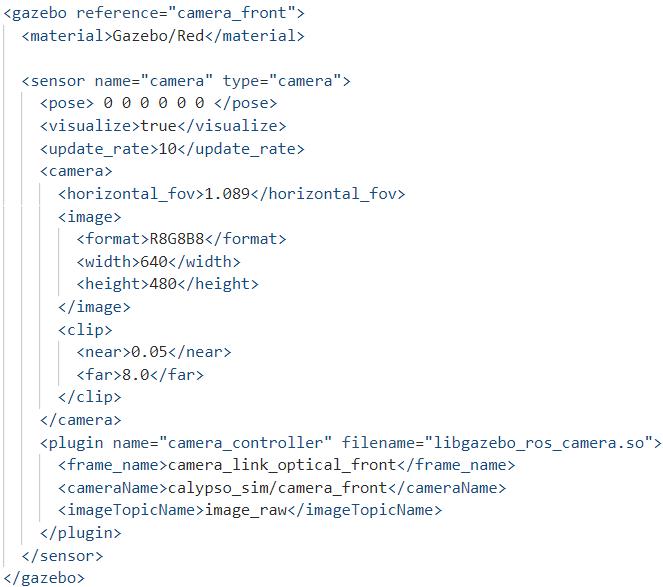 <gazebo reference="camera_front">
<material>Gazebo/Red</material>
<sensor name="camera" type="camera">
<pose> 0 0 0 0 0 0 </pose>
<visualize>true</visualize>
<update_rate>10</update_rate>
<camera>
<horizontal_fov>1.089</horizontal_fov>
<image>
<format>R8G8B8</format>
<width>640</width>
<height>480</height>
</image>
<clip>
<near>0.05</near>
<far>8.0</far>
</clip>
</camera>
<plugin name="camera_controller" filename="libgazebo_ros_camera.so">
<frame_name>camera_link_optical_front</frame_name>
<cameraName>calypso_sim/camera_front</cameraName>
<imageTopicName>image_raw</imageTopicName>
</plugin>
</sensor>
</gazebo>